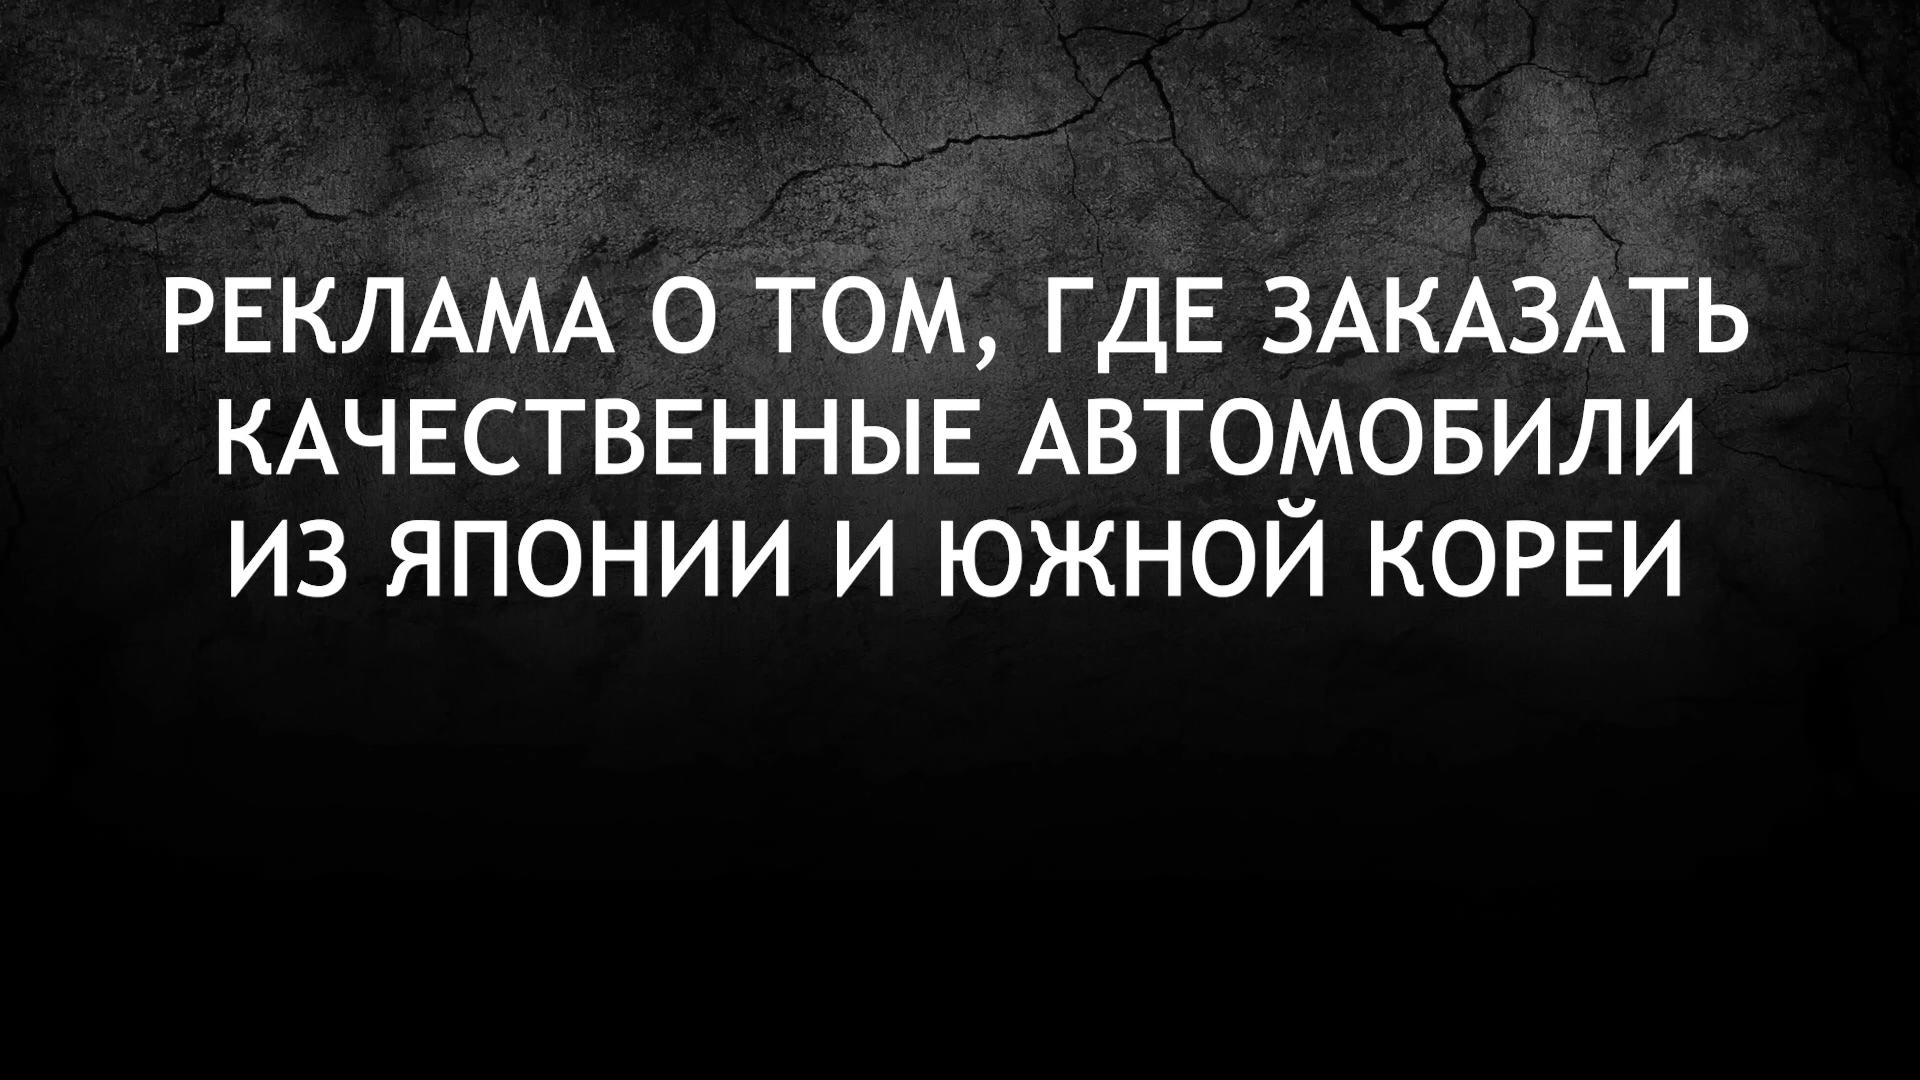 РЕКЛАМА О ТОМ, ГДЕ ЗАКАЗАТЬ
КАЧЕСТВЕННЫЕ АВТОМОБИЛИ
ИЗ ЯПОНИИ И ЮЖНОЙ КОРЕИ